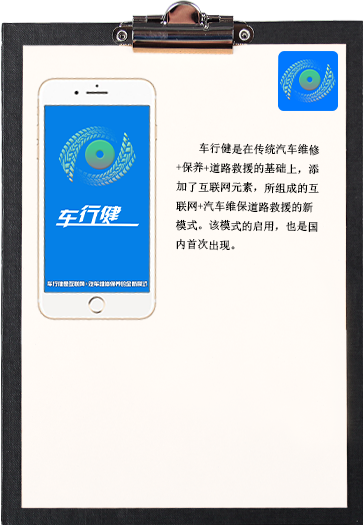 车行健
车行健是互联网+汽车维修保养的全新模式
车行健是在传统汽车维修
+保养+道路救援的基础上，添
加了互联网元素，所组成的互
联网+汽车维保道路救援的新
模式。该模式的启用，也是国
内首次出现。